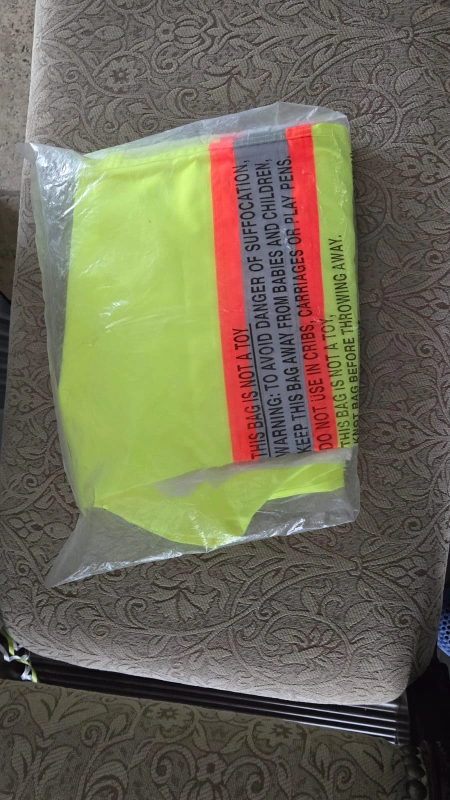 THIS BAG IS NOT A TOY
WARNING: TO AVOID DANGER OF SUFFOCATION,
KEEP THIS BAG AWAY FROM BABIES AND CHILDREN,
DO NOT USE IN CRIBS, CARRIAGES OR PLAY PENS.
THIS BAG IS NOT A TOY,
KNOT BAG BEFORE THROWING AWAY.